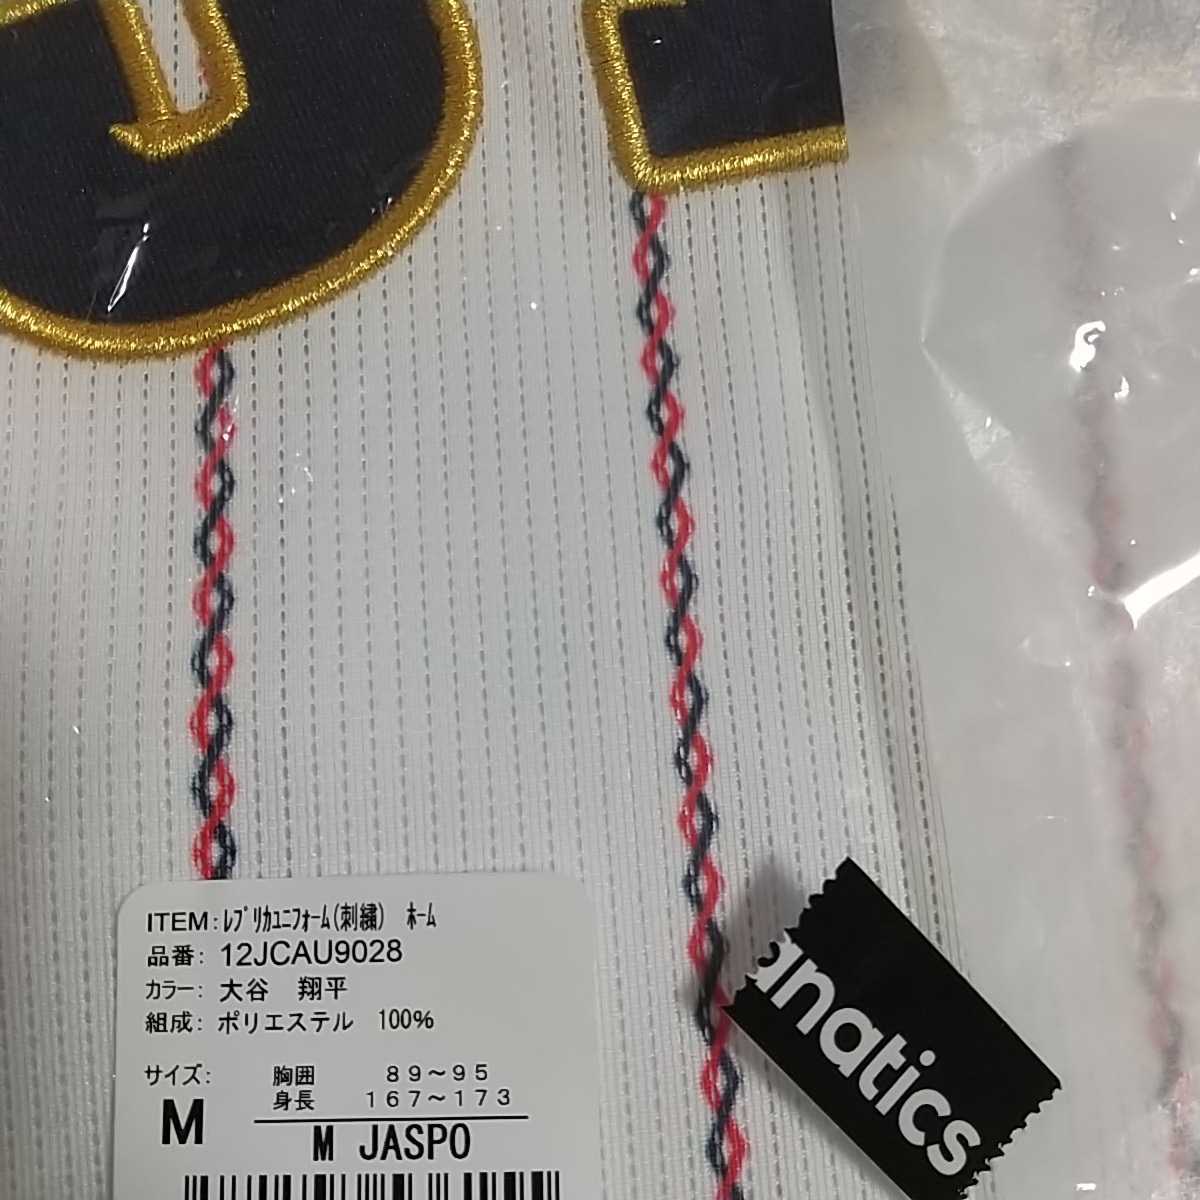 ITEM:ﾚﾌﾟﾘｶﾕﾆﾌｫｰﾑ(刺繍) ﾎｰﾑ
品番: 12JCAU9028
カラー: 大谷 翔平
組成: ポリエステル 100%
サイズ: 胸囲 89～95
身長 167～173
M
M JASPO
anatics